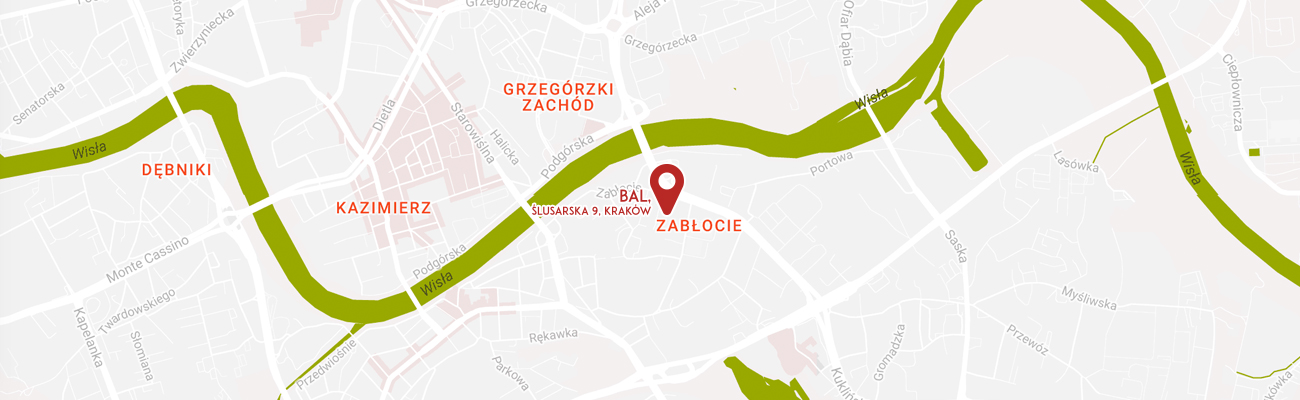 Grzegórzecka
Aleja
Ofiar Dąbia
Zwierzyniecka
Grzegórzecka
Senatorska
Dietla
Starowiślna
Halicka
Ciepłownicza
GRZEGÓRZKI
ZACHÓD
Wisła
Wisła
Podgórska
DĘBNIKI
Portowa
Lasówka
Wisła
Zabłocie
BAL,
ŚLUSARSKA 9, KRAKÓW
KAZIMIERZ
ZABŁOCIE
Monte Cassino
Podgórska
Saska
Wisła
Twardowskiego
Myśliwska
Kapelanka
Słomiana
Rękawka
Przewóz
Gromadzka
Przedwiośnie
Parkowa
Agatowa